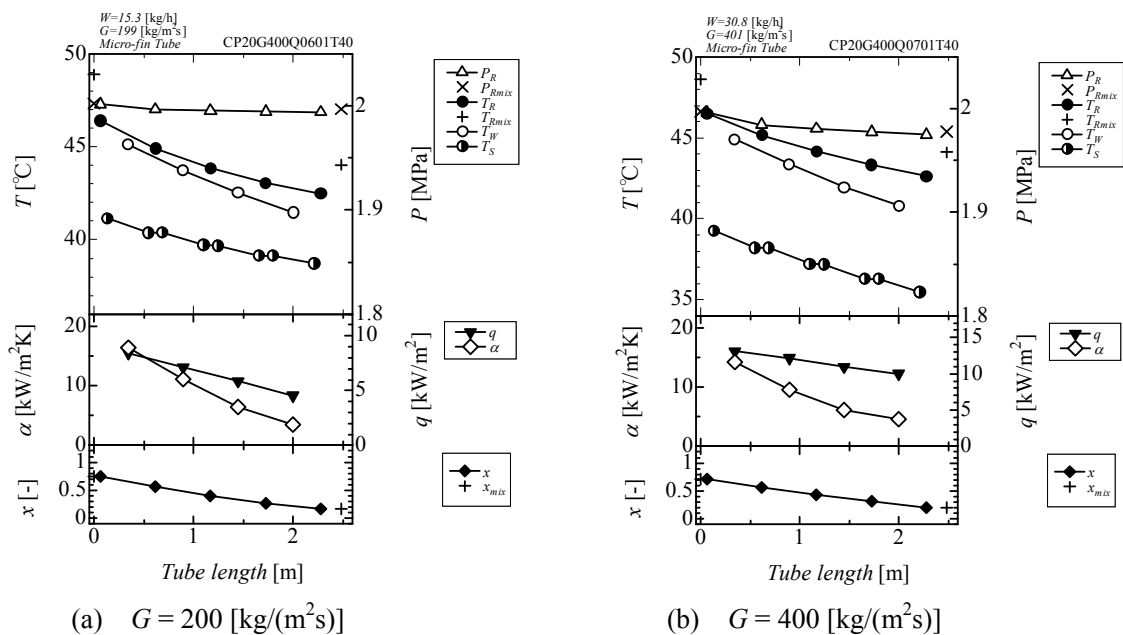 W=15.3 [kg/h]
G=199 [kg/m²s]
Micro-fin Tube
CP20G400Q0601T40
50
45
40
T [℃]
2
1.9
1.8
P [MPa]
P_R
P_Rmix
T_R
T_Rmix
T_W
T_S
20
10
0
α [kW/m²K]
10
5
0
q [kW/m²]
q
α
1
0.5
0
x [-]
x
x_mix
0 1 2
Tube length [m]
(a) G = 200 [kg/(m²s)]
W=30.8 [kg/h]
G=401 [kg/m²s]
Micro-fin Tube
CP20G400Q0701T40
50
45
40
35
T [℃]
2
1.9
1.8
P [MPa]
P_R
P_Rmix
T_R
T_Rmix
T_W
T_S
20
10
0
α [kW/m²K]
15
10
5
0
q [kW/m²]
q
α
1
0.5
0
x [-]
x
x_mix
0 1 2
Tube length [m]
(b) G = 400 [kg/(m²s)]